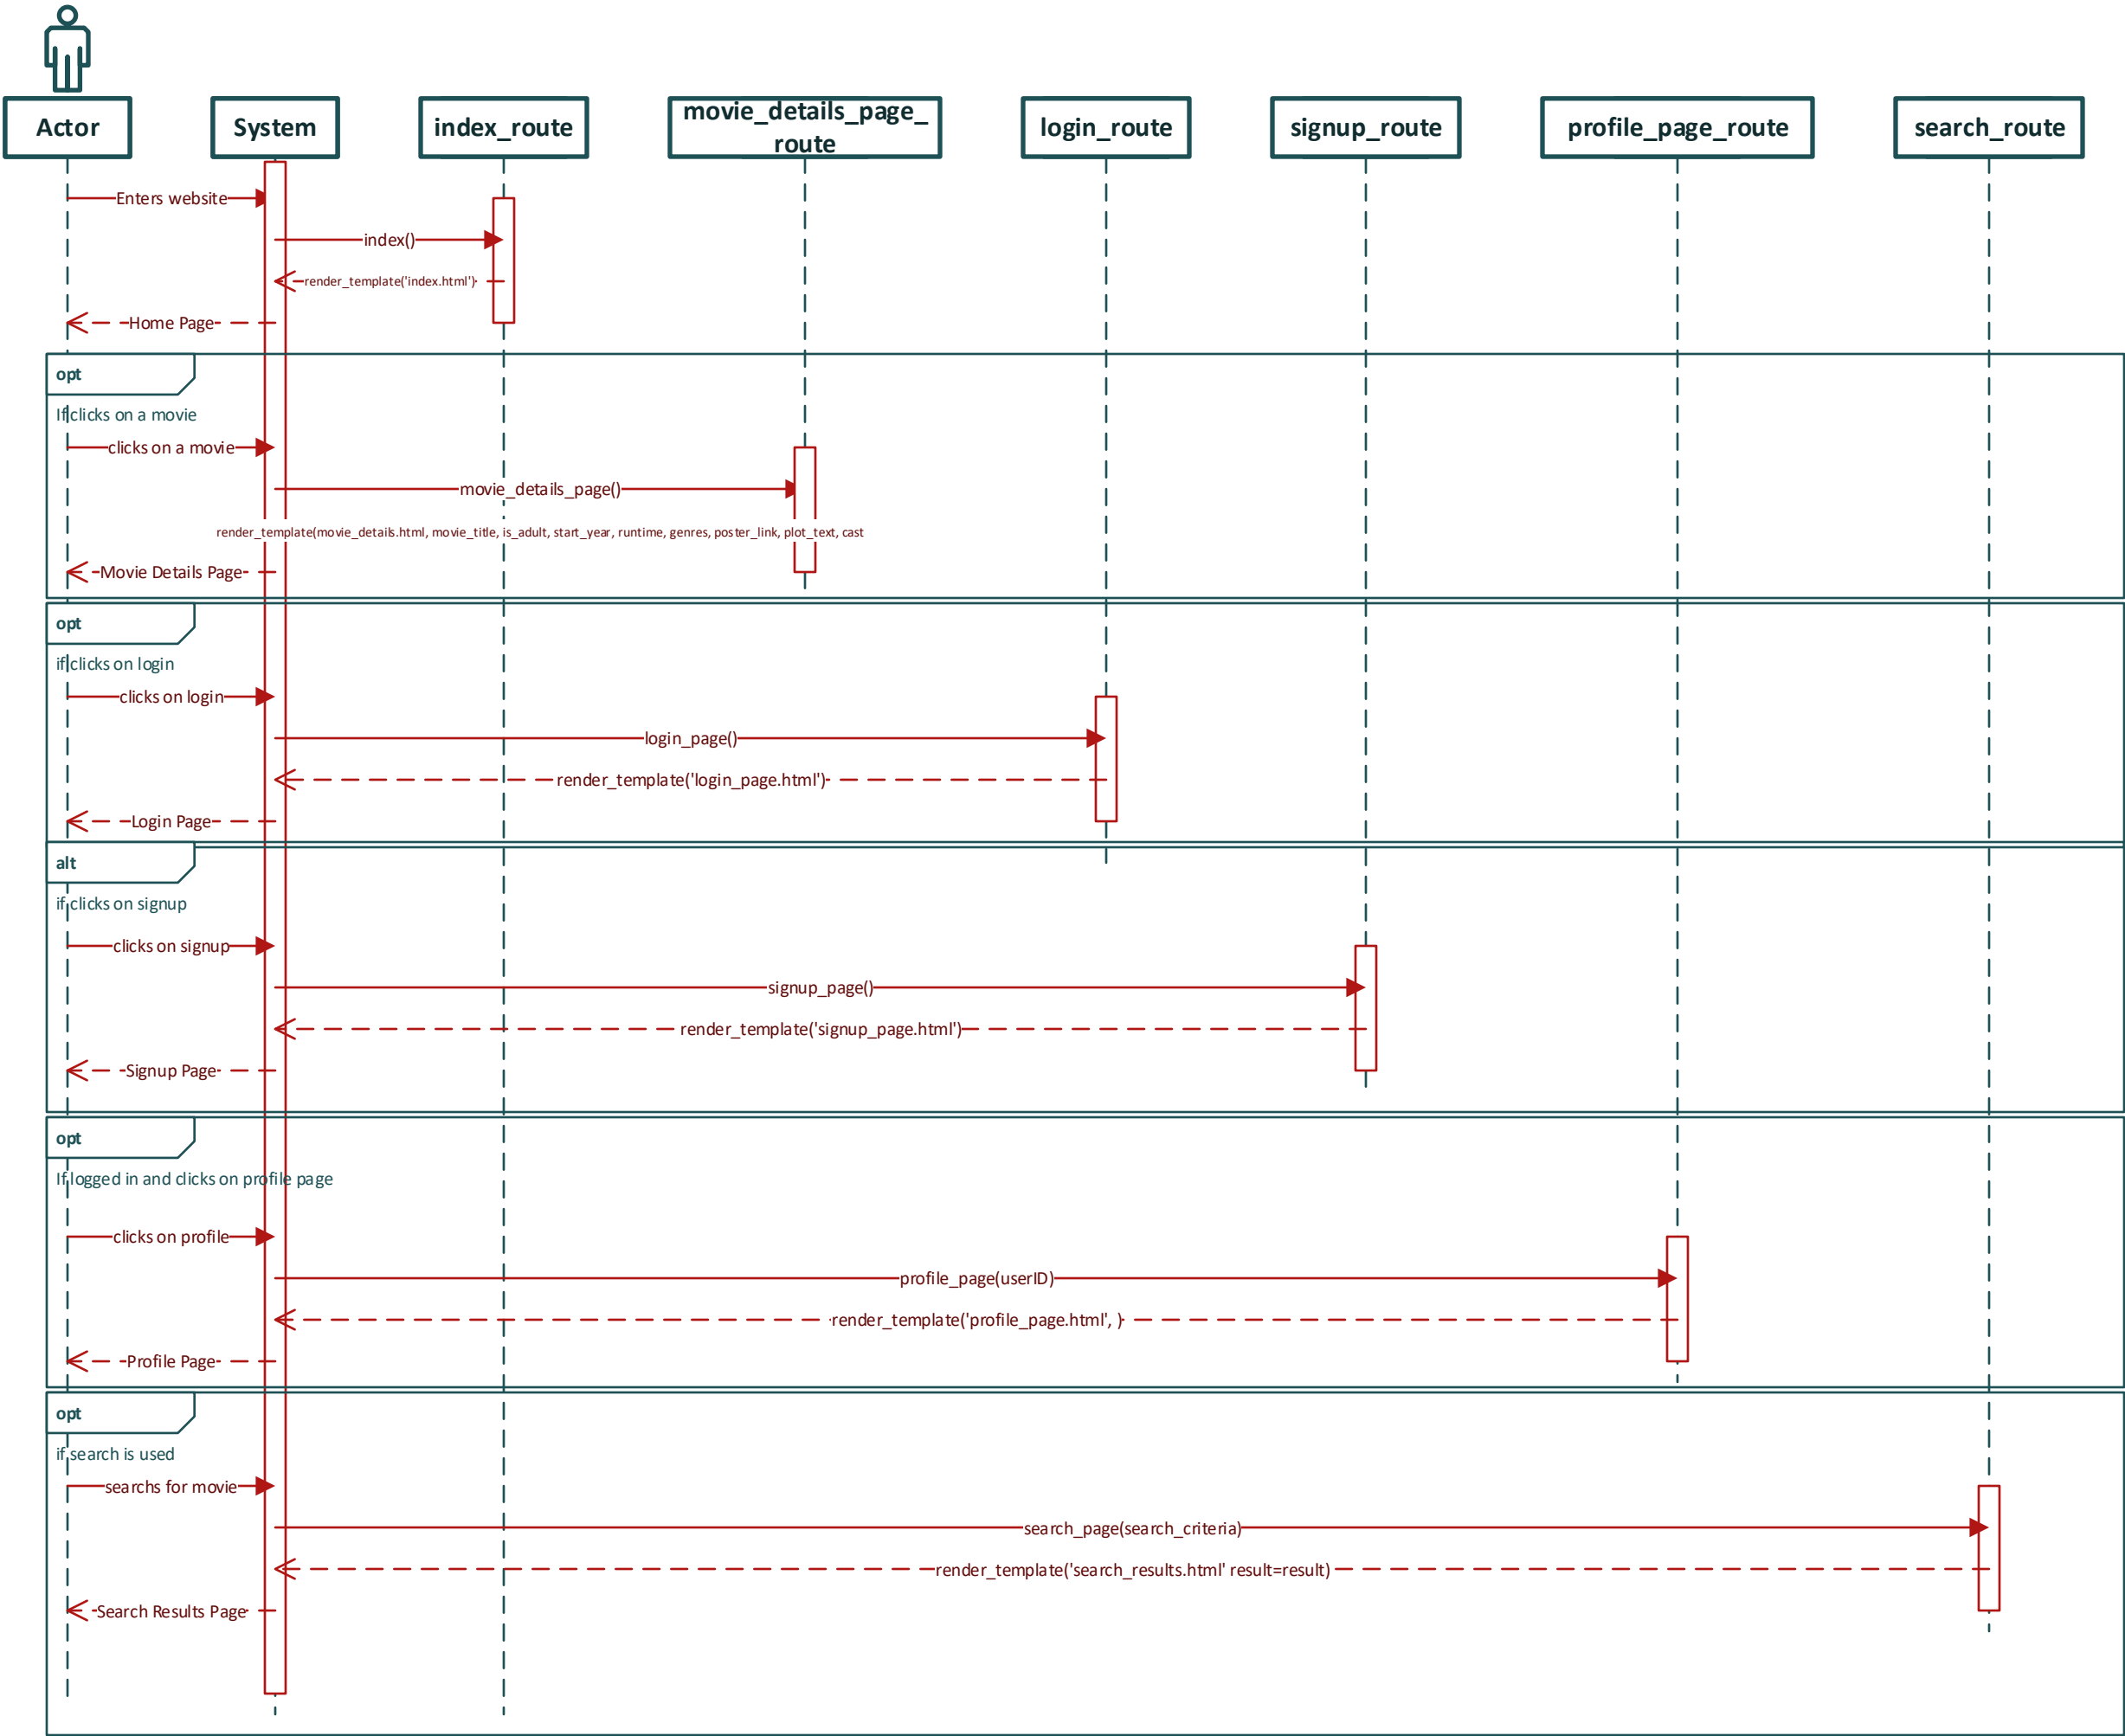 Actor
System
index_route
movie_details_page_
route
login_route
signup_route
profile_page_route
search_route
Enters website
index()
render_template('index.html')
Home Page
opt
If clicks on a movie
clicks on a movie
movie_details_page()
render_template(movie_details.html, movie_title, is_adult, start_year, runtime, genres, poster_link, plot_text, cast
Movie Details Page
opt
if clicks on login
clicks on login
login_page()
render_template('login_page.html')
Login Page
alt
if clicks on signup
clicks on signup
signup_page()
render_template('signup_page.html')
Signup Page
opt
If logged in and clicks on profile page
clicks on profile
profile_page(userID)
render_template('profile_page.html', )
Profile Page
opt
if search is used
searchs for movie
search_page(search_criteria)
render_template('search_results.html' result=result)
Search Results Page